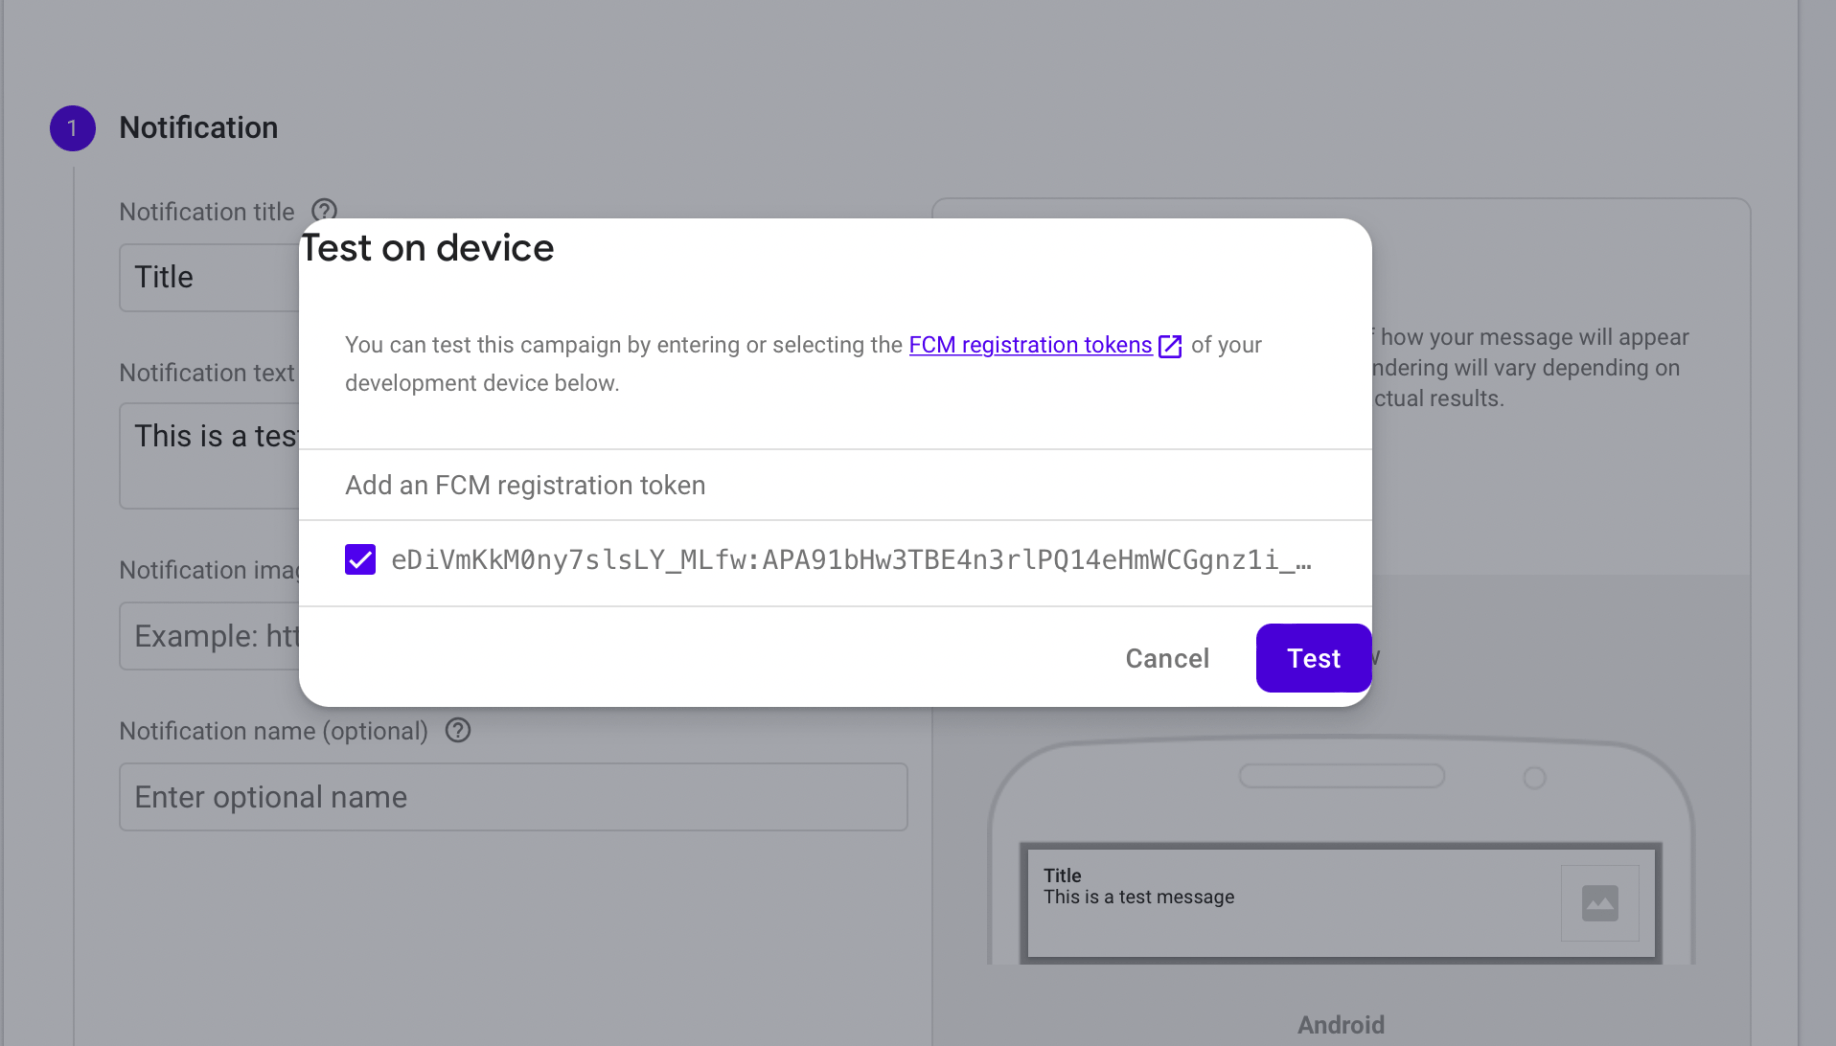 1 Notification
Notification title
Title
Notification text
This is a test
Notification imag
Example: htt
Notification name (optional)
Enter optional name
Test on device
You can test this campaign by entering or selecting the FCM registration tokens of your
development device below.
Add an FCM registration token
eDiVmKkM0ny7slsLY_MLfw:APA91bHw3TBE4n3rlPQ14eHmWCGgnz1i_…
Cancel
Test
how your message will appear
ndering will vary depending on
ctual results.
Title
This is a test message
Android